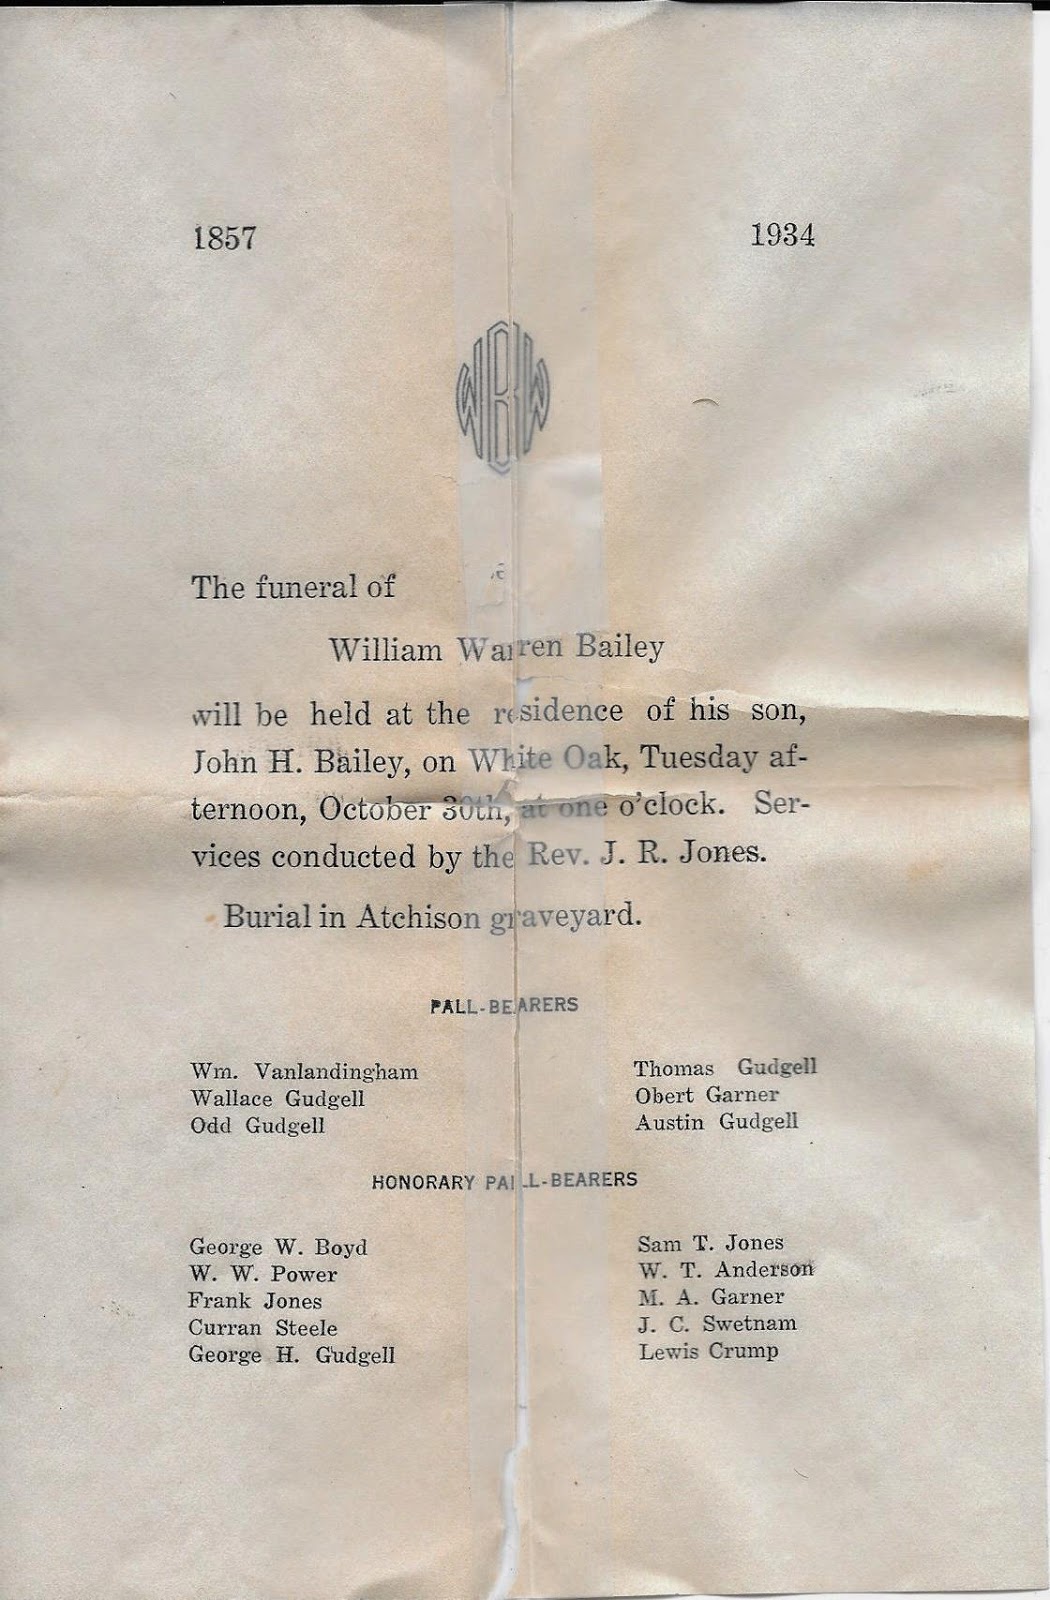 1857 1934
WBW
The funeral of
William Warren Bailey
will be held at the residence of his son,
John H. Bailey, on White Oak, Tuesday af-
ternoon, October 30th, at one o'clock. Ser-
vices conducted by the Rev. J. R. Jones.
Burial in Atchison graveyard.
PALL-BEARERS
Wm. Vanlandingham Thomas Gudgell
Wallace Gudgell Obert Garner
Odd Gudgell Austin Gudgell
HONORARY PALL-BEARERS
George W. Boyd Sam T. Jones
W. W. Power W. T. Anderson
Frank Jones M. A. Garner
Curran Steele J. C. Swetnam
George H. Gudgell Lewis Crump